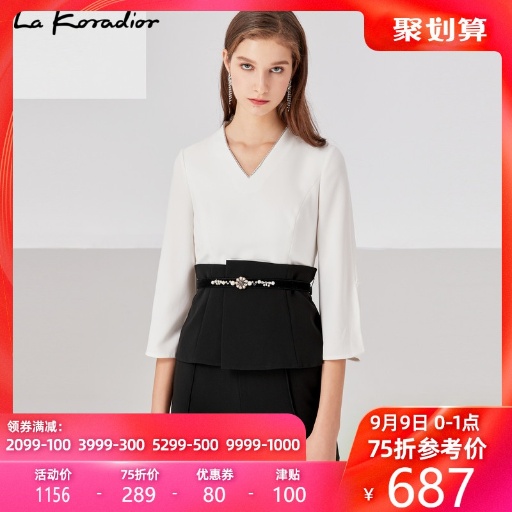 La Koradior
聚划算
领券满减:
2099-100 3999-300 5299-500 9999-1000
活动价 75折价 优惠券 津贴
1156 - 289 - 80 - 100
9月9日 0-1点
75折参考价
¥ 687